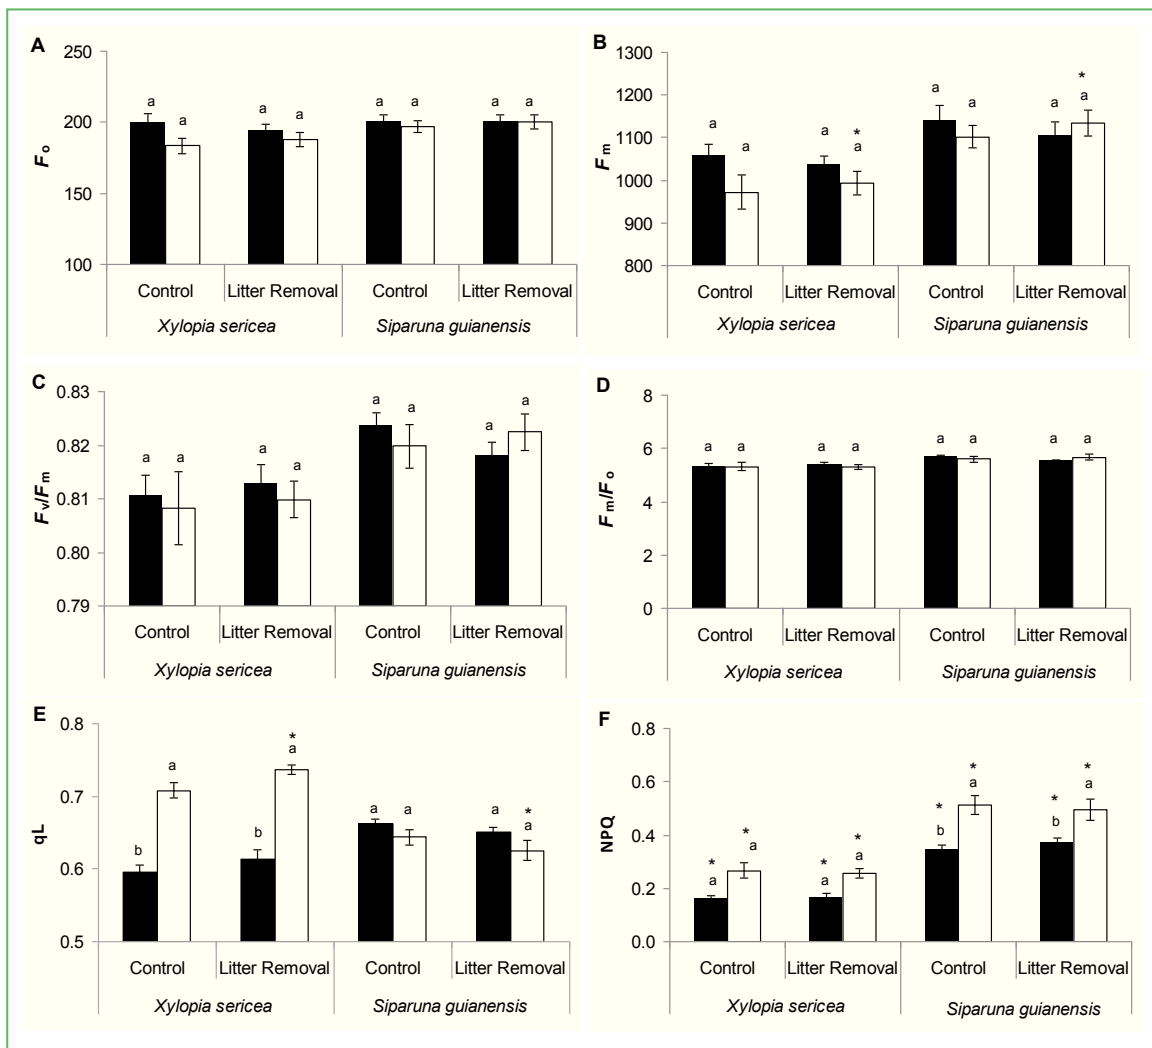 A
250
200
150
100
Fo
a a a a a a a a
Control Litter Removal Control Litter Removal
Xylopia sericea Siparuna guianensis
B
1300
1200
1100
1000
900
800
Fm
* *
a a a a a a a a
Control Litter Removal Control Litter Removal
Xylopia sericea Siparuna guianensis
C
0.83
0.82
0.81
0.80
0.79
Fv/Fm
a a a a a a a a
Control Litter Removal Control Litter Removal
Xylopia sericea Siparuna guianensis
D
8
6
4
2
0
Fm/Fo
a a a a a a a a
Control Litter Removal Control Litter Removal
Xylopia sericea Siparuna guianensis
E
0.8
0.7
0.6
0.5
qL
* *
b a b a a a a a
Control Litter Removal Control Litter Removal
Xylopia sericea Siparuna guianensis
F
0.8
0.6
0.4
0.2
0.0
NPQ
* * * * * * * *
a a a a b a b a
Control Litter Removal Control Litter Removal
Xylopia sericea Siparuna guianensis